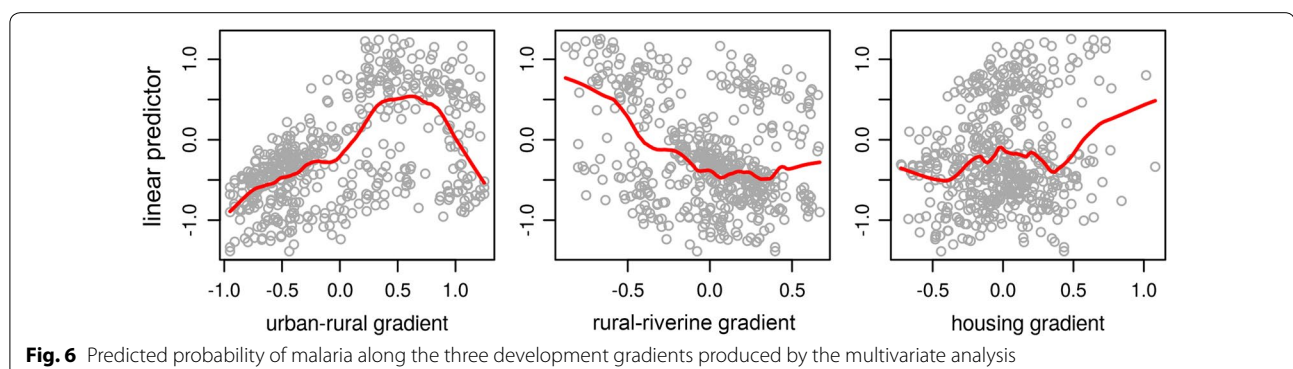 linear predictor
1.0
0.0
-1.0
-1.0 -0.5 0.0 0.5 1.0
urban-rural gradient
1.0
0.0
-1.0
-0.5 0.0 0.5
rural-riverine gradient
1.0
0.0
-1.0
-0.5 0.0 0.5 1.0
housing gradient
Fig. 6 Predicted probability of malaria along the three development gradients produced by the multivariate analysis